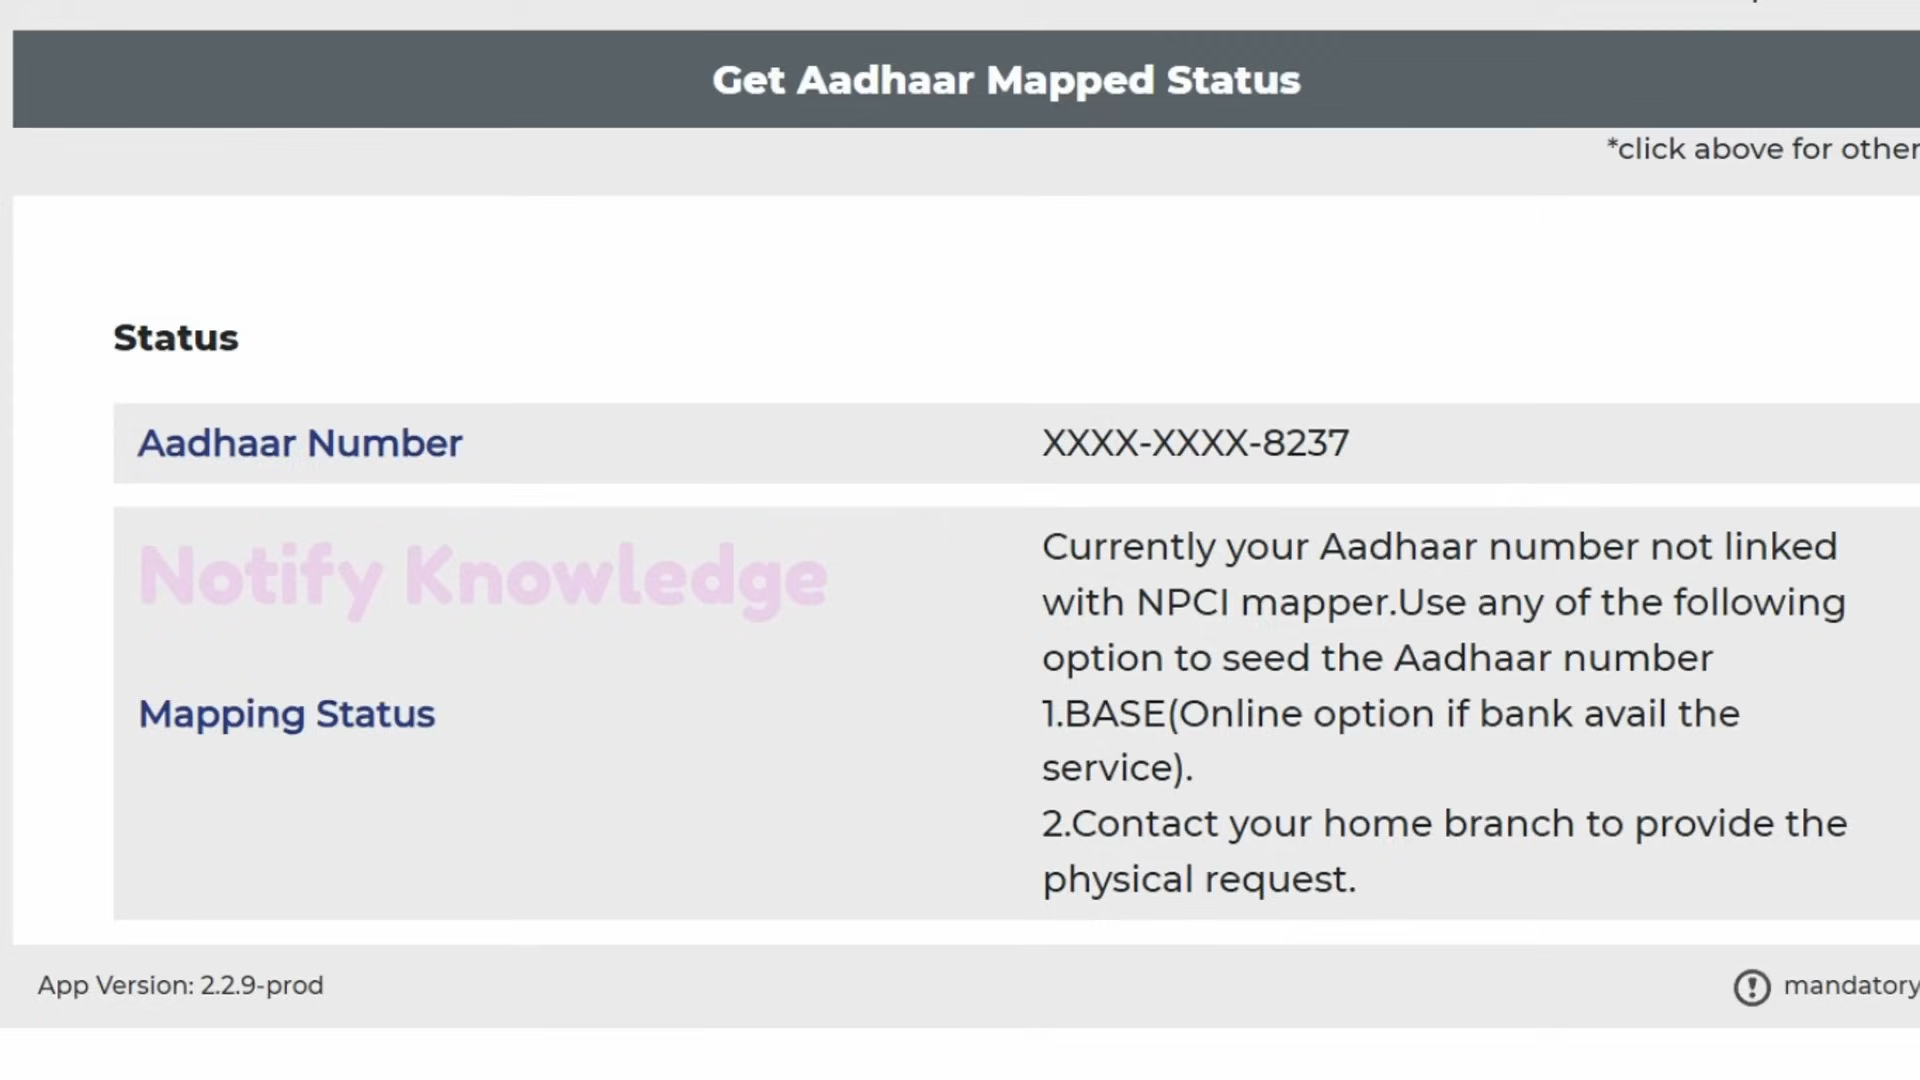 Get Aadhaar Mapped Status
*click above for other
Status
Aadhaar Number XXXX-XXXX-8237
Notify Knowledge
Currently your Aadhaar number not linked
with NPCI mapper.Use any of the following
option to seed the Aadhaar number
Mapping Status 1.BASE(Online option if bank avail the
service).
2.Contact your home branch to provide the
physical request.
App Version: 2.2.9-prod mandatory